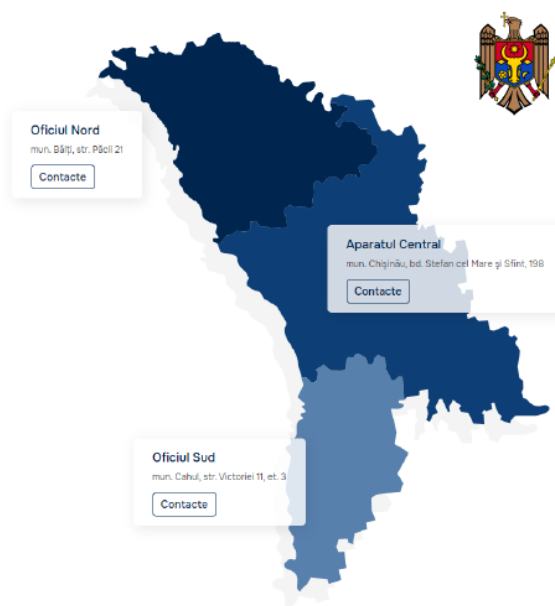 Oficiul Nord
mun. Bălți, str. Păcii 21
Contacte
Aparatul Central
mun. Chișinău, bd. Stefan cel Mare și Sfint, 198
Contacte
Oficiul Sud
mun. Cahul, str. Victoriei 11, et. 3
Contacte